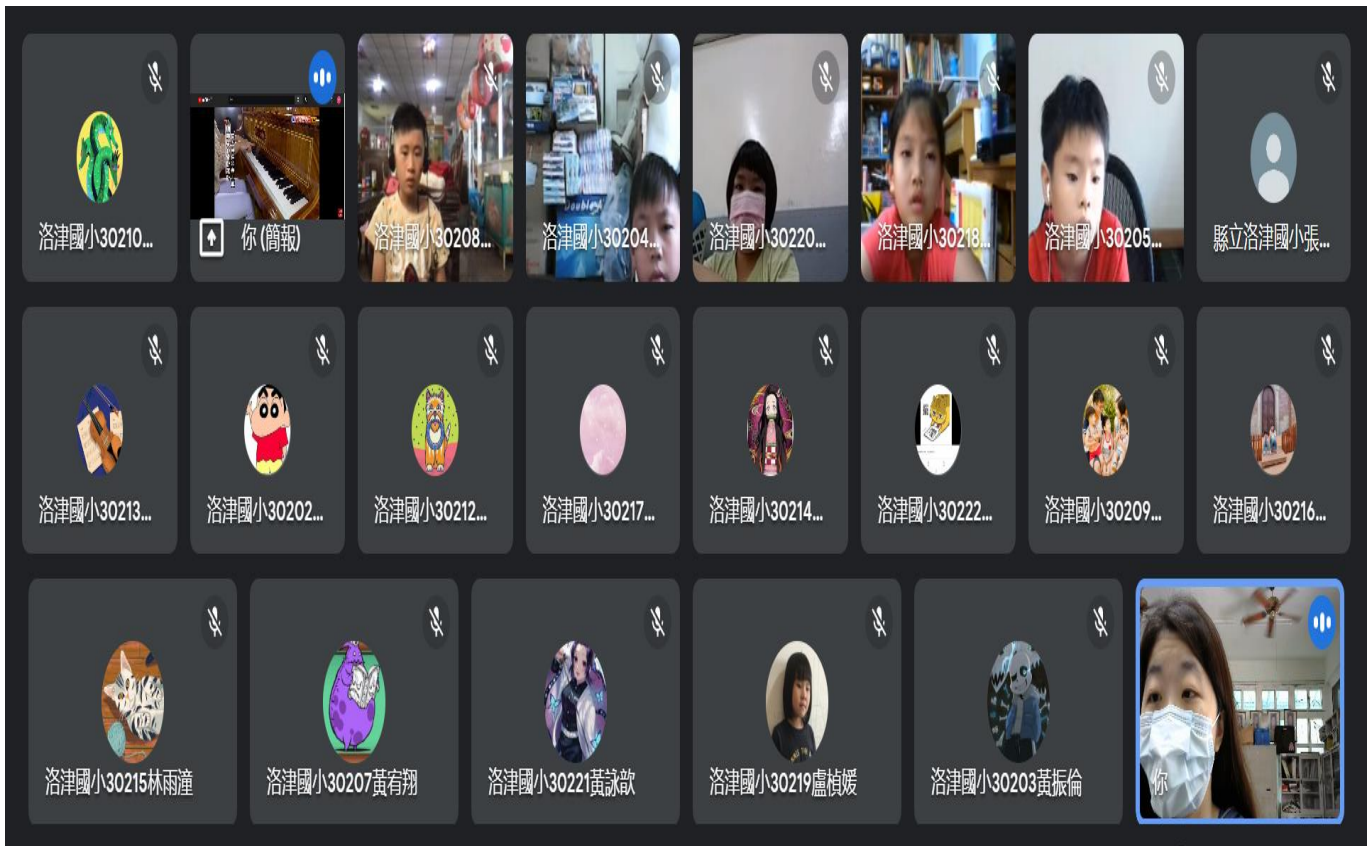 洛津國小30210...
你 (簡報)
洛津國小30208...
洛津國小30204...
洛津國小30220...
洛津國小30218...
洛津國小30205...
縣立洛津國小張...
洛津國小30213...
洛津國小30202...
洛津國小30212...
洛津國小30217...
洛津國小30214...
洛津國小30222...
洛津國小30209...
洛津國小30216...
洛津國小30215林雨潼
洛津國小30207黃宥翔
洛津國小30221黃詠歆
洛津國小30219盧楨媛
洛津國小30203黃振倫
你